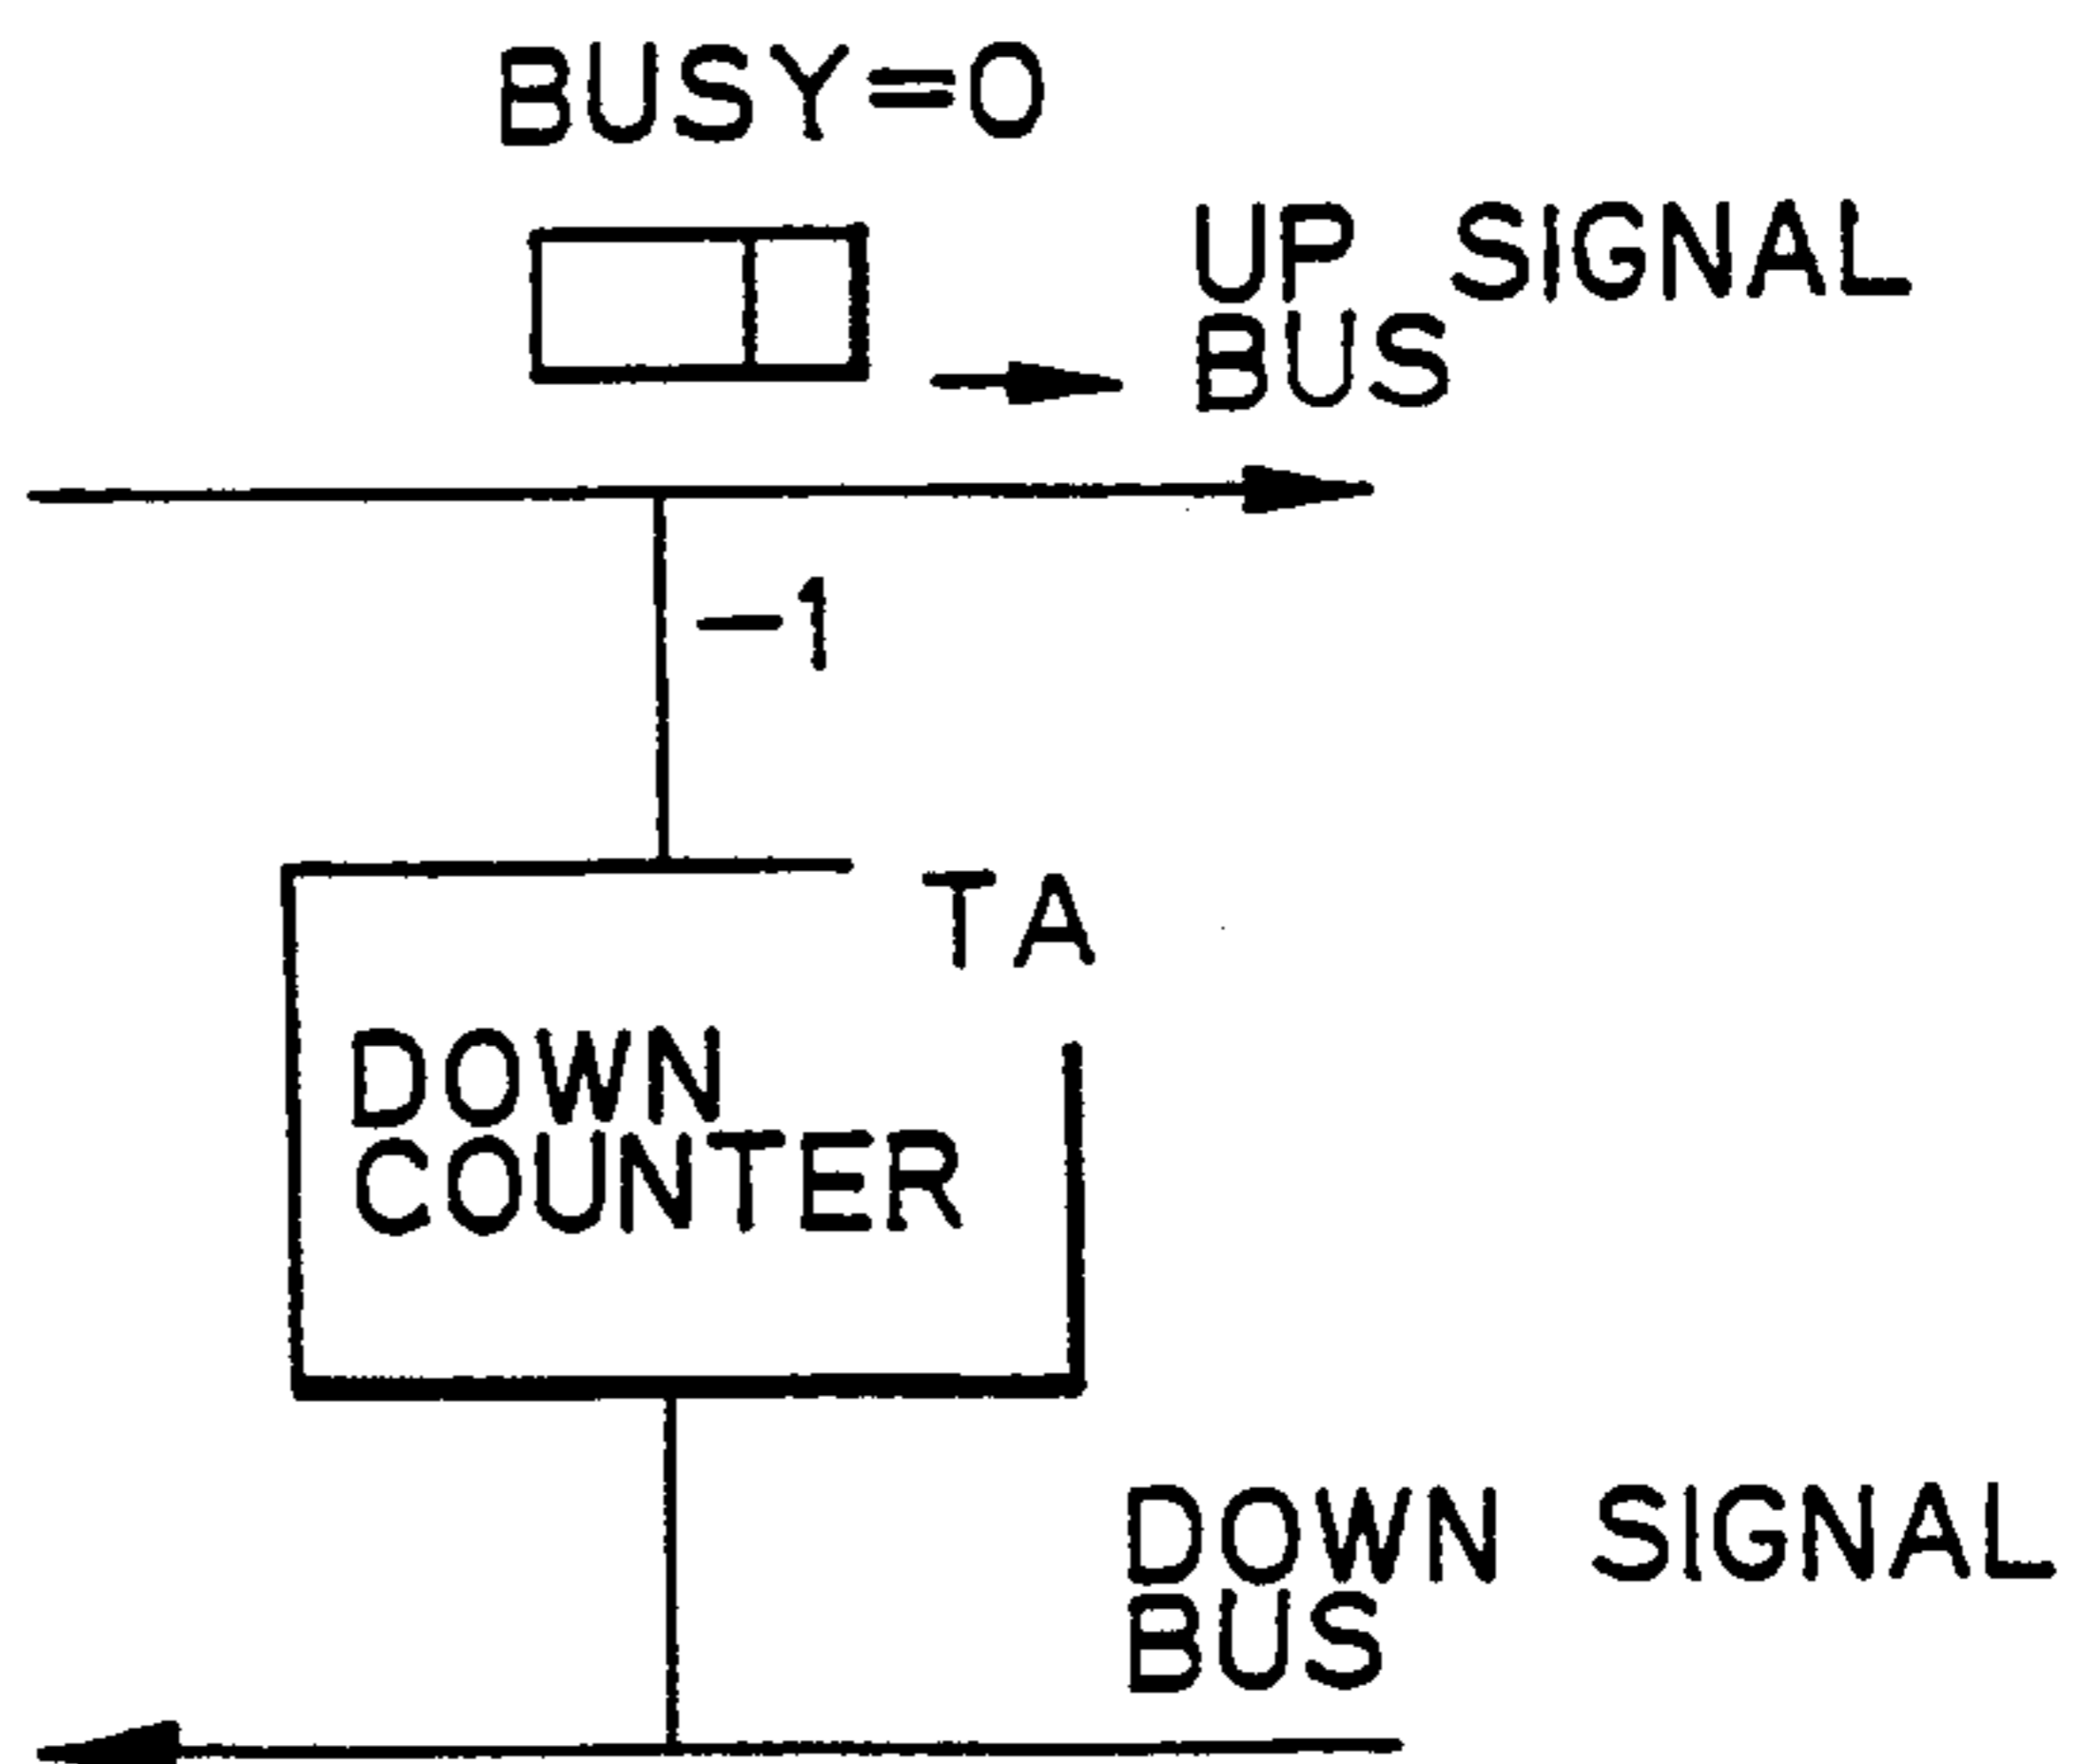 BUSY=0
UP SIGNAL
BUS
-1
TA
DOWN
COUNTER
DOWN SIGNAL
BUS